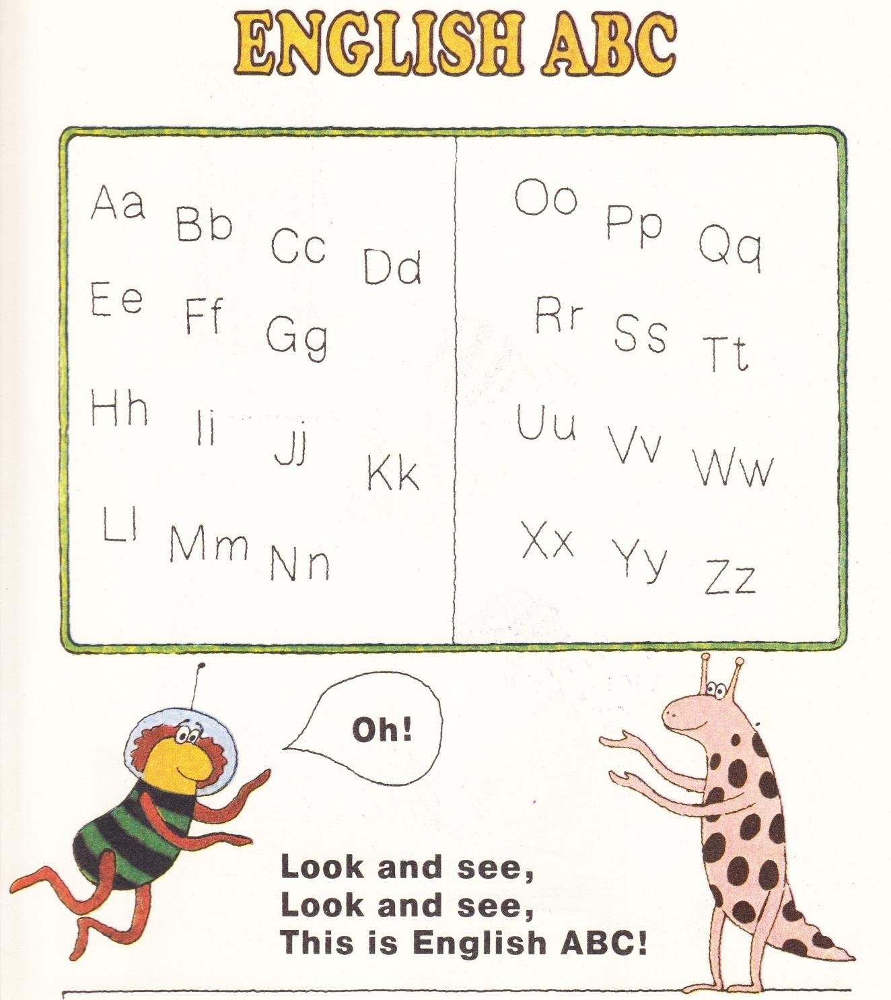 ENGLISH ABC
Aa Bb Cc Dd
Ee Ff Gg
Hh Ii Jj Kk
Ll Mm Nn
Oo Pp Qq
Rr Ss Tt
Uu Vv Ww
Xx Yy Zz
Oh!
Look and see,
Look and see,
This is English ABC!